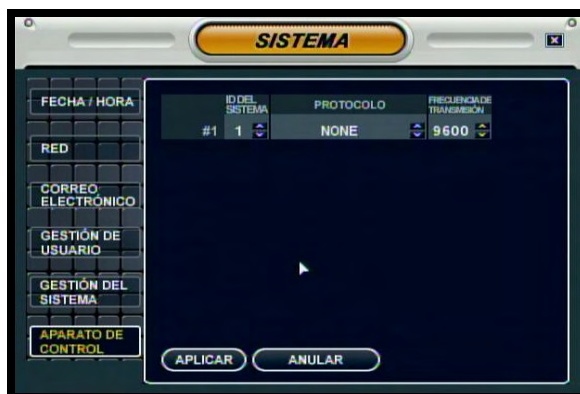 SISTEMA
FECHA / HORA
RED
CORREO
ELECTRÓNICO
GESTIÓN DE
USUARIO
GESTIÓN DEL
SISTEMA
APARATO DE
CONTROL
ID DEL
SISTEMA
PROTOCOLO
FRECUENCIA DE
TRANSMISIÓN
#1 1 NONE 9600
APLICAR ANULAR